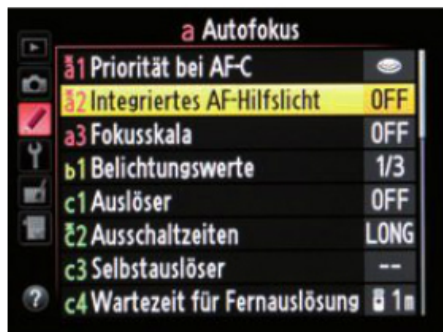 a Autofokus
a1 Priorität bei AF-C
a2 Integriertes AF-Hilfslicht OFF
a3 Fokusskala OFF
b1 Belichtungswerte 1/3
c1 Auslöser OFF
c2 Ausschaltzeiten LONG
c3 Selbstauslöser --
? c4 Wartezeit für Fernauslösung 1m